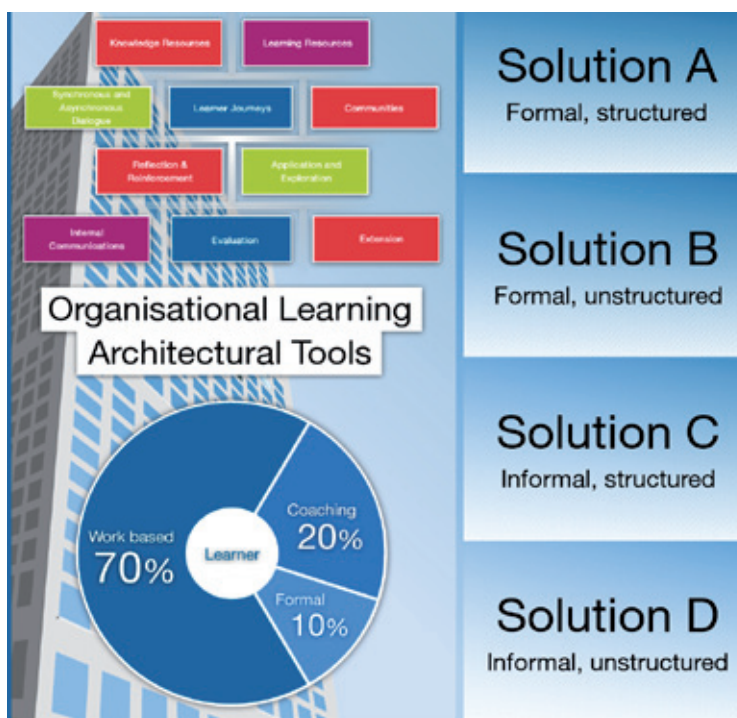 Knowledge Resources
Learning Resources
Synchronous and
Asynchronous
Dialogue
Learner Journeys
Communities
Reflection &
Reinforcement
Application and
Exploration
Internal
Communications
Evaluation
Extension
Organisational Learning
Architectural Tools
Work based
70%
Learner
Coaching
20%
Formal
10%
Solution A
Formal, structured
Solution B
Formal, unstructured
Solution C
Informal, structured
Solution D
Informal, unstructured